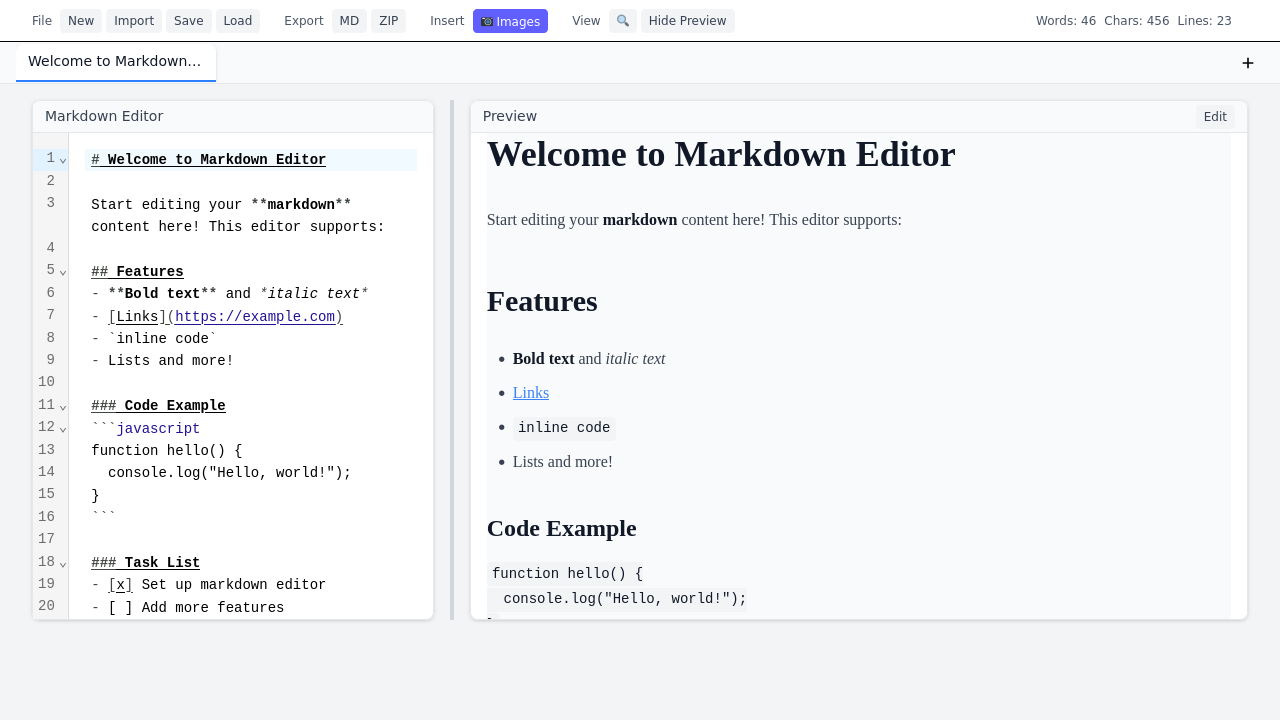 File New Import Save Load Export MD ZIP Insert 📷 Images View 🔍 Hide Preview Words: 46 Chars: 456 Lines: 23
Welcome to Markdown… +
Markdown Editor
1 # Welcome to Markdown Editor
2
3 Start editing your **markdown**
content here! This editor supports:
4
5 ## Features
6 - **Bold text** and *italic text*
7 - [Links](https://example.com)
8 - `inline code`
9 - Lists and more!
10
11 ### Code Example
12 ```javascript
13 function hello() {
14   console.log("Hello, world!");
15 }
16 ```
17
18 ### Task List
19 - [x] Set up markdown editor
20 - [ ] Add more features
Preview Edit
Welcome to Markdown Editor
Start editing your markdown content here! This editor supports:
Features
• Bold text and italic text
• Links
• inline code
• Lists and more!
Code Example
function hello() {
  console.log("Hello, world!");